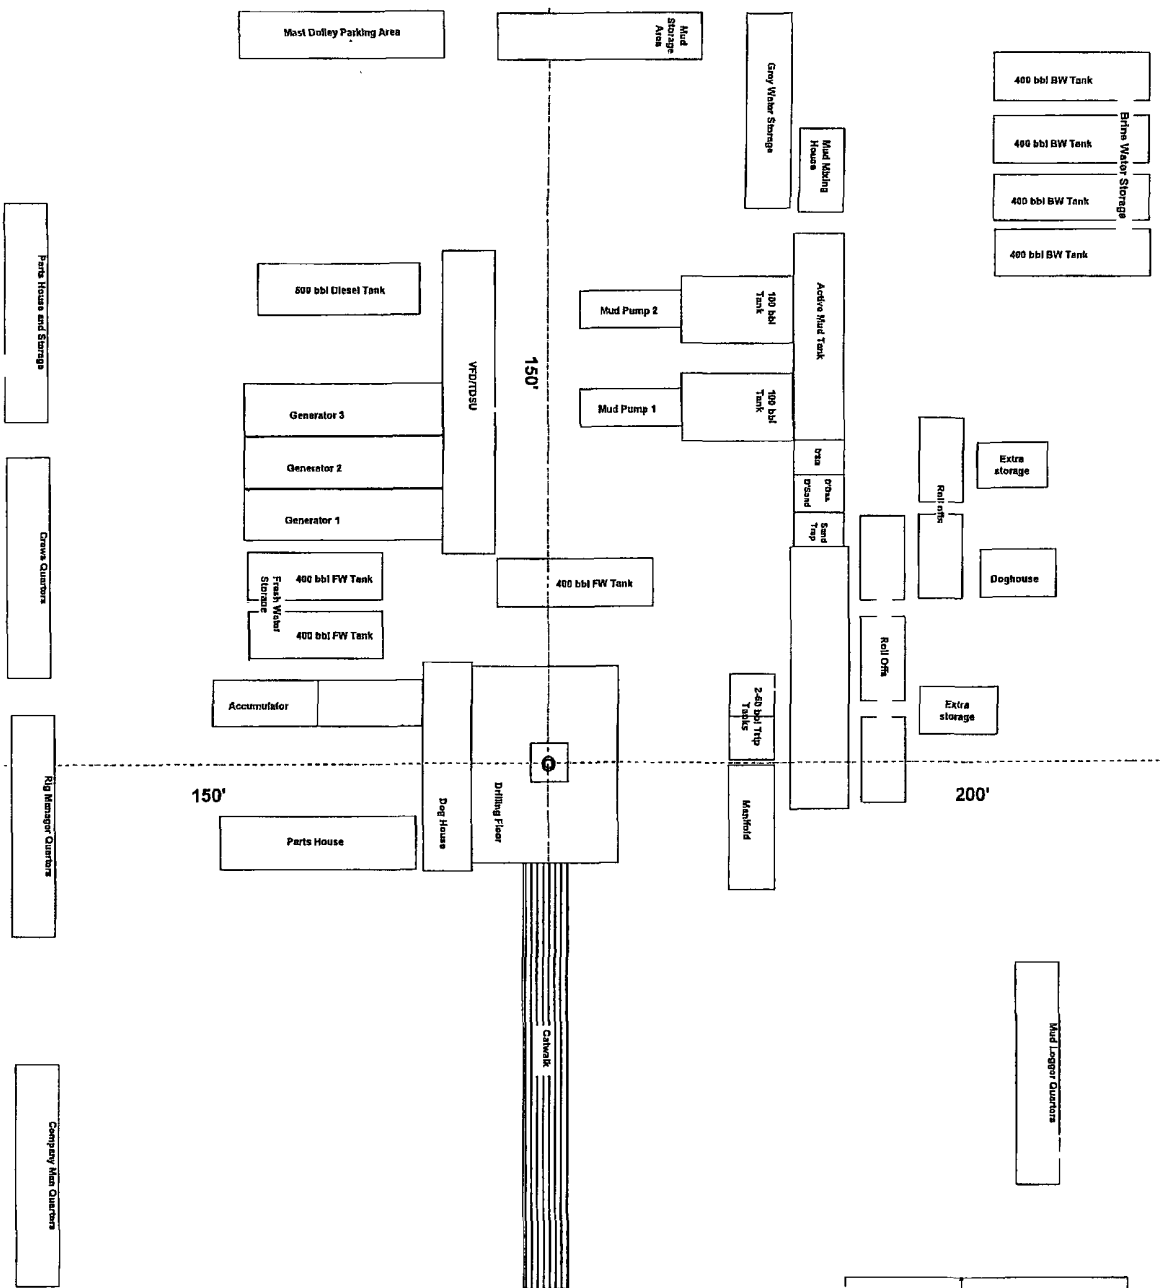 Mast Dolley Parking Area
Mud
Storage
Area
Grey Water Storage
Mud Mixing
House
400 bbl BW Tank
400 bbl BW Tank
400 bbl BW Tank
400 bbl BW Tank
Brine Water Storage
Parts House and Storage
500 bbl Diesel Tank
VFD/TDSU
150'
Mud Pump 2
100 bbl
Tank
Active Mud Tank
Mud Pump 1
100 bbl
Tank
Generator 3
Generator 2
Generator 1
D'Sand
Sand
Trap
Roll offs
Extra
storage
Crews Quarters
400 bbl FW Tank
Fresh Water
Storage
400 bbl FW Tank
400 bbl FW Tank
Doghouse
Roll Offs
Accumulator
2-50 bbl Trip
Tanks
Extra
storage
Rig Manager Quarters
150'
Parts House
Dog House
Drilling Floor
Manifold
200'
Catwalk
Mud Logger Quarters
Company Man Quarters